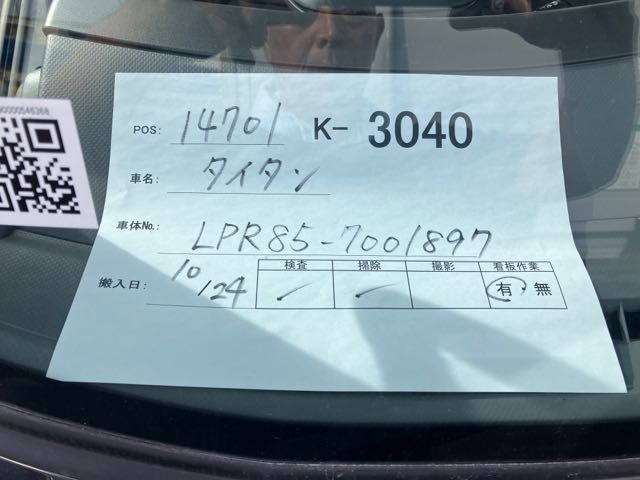 00000546368
POS: 14701 K- 3040
車名: タイタン
車体No.: LPR85-7001897
検査 掃除 撮影 看板作業
搬入日: 10/24 ✓ ✓ 有 無